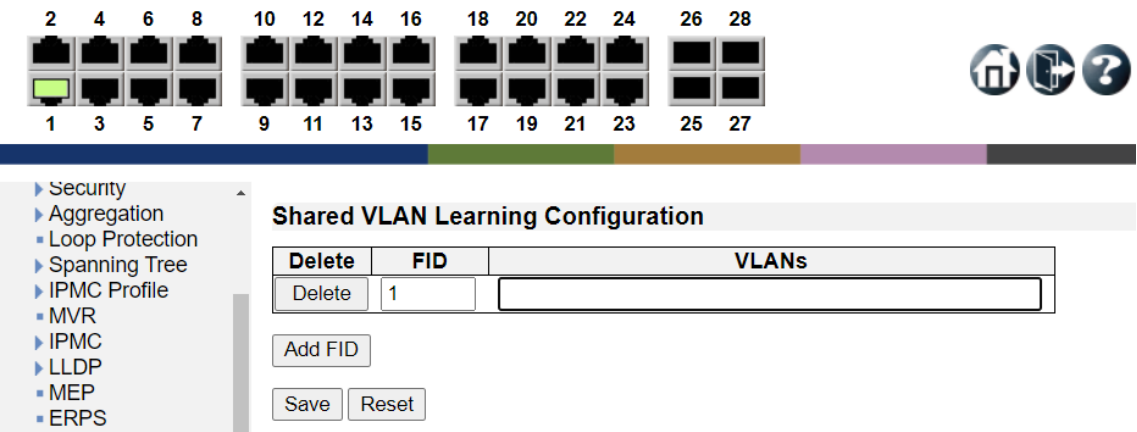 2 4 6 8 10 12 14 16 18 20 22 24 26 28
?
1 3 5 7 9 11 13 15 17 19 21 23 25 27
Security
Aggregation
Loop Protection
Spanning Tree
IPMC Profile
MVR
IPMC
LLDP
MEP
ERPS
Shared VLAN Learning Configuration
Delete FID VLANs
Delete 1
Add FID
Save Reset